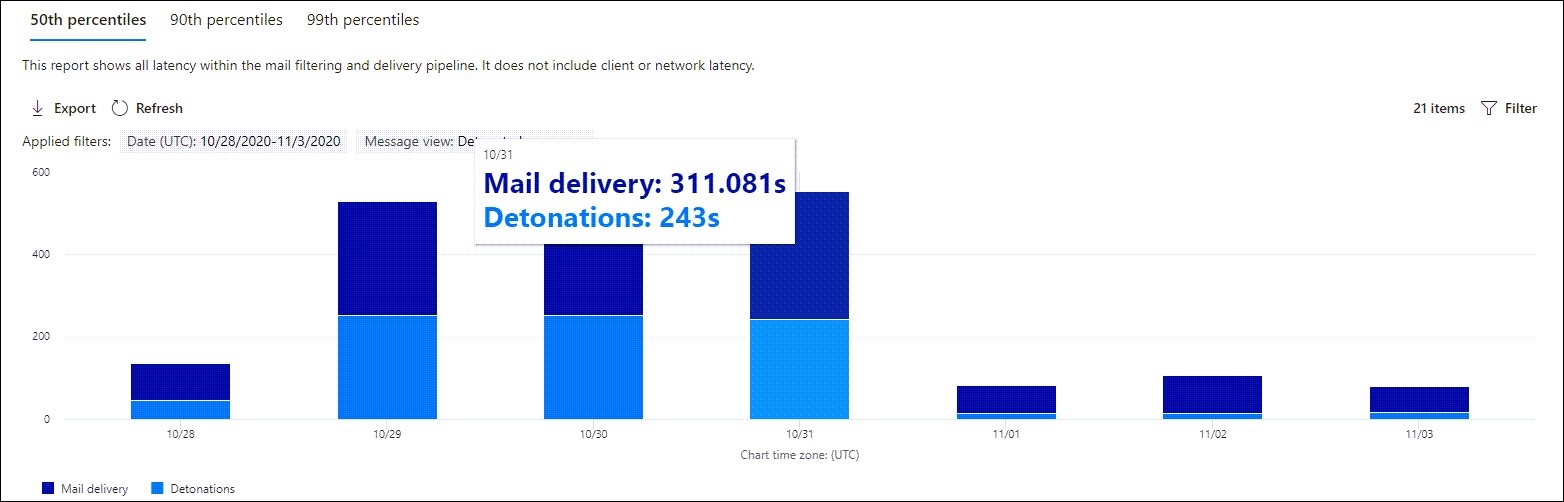 50th percentiles 90th percentiles 99th percentiles
This report shows all latency within the mail filtering and delivery pipeline. It does not include client or network latency.
Export Refresh 21 items Filter
Applied filters: Date (UTC): 10/28/2020-11/3/2020 Message view:
10/31
Mail delivery: 311.081s
Detonations: 243s
600
400
200
0
10/28 10/29 10/30 10/31 11/01 11/02 11/03
Chart time zone: (UTC)
Mail delivery Detonations